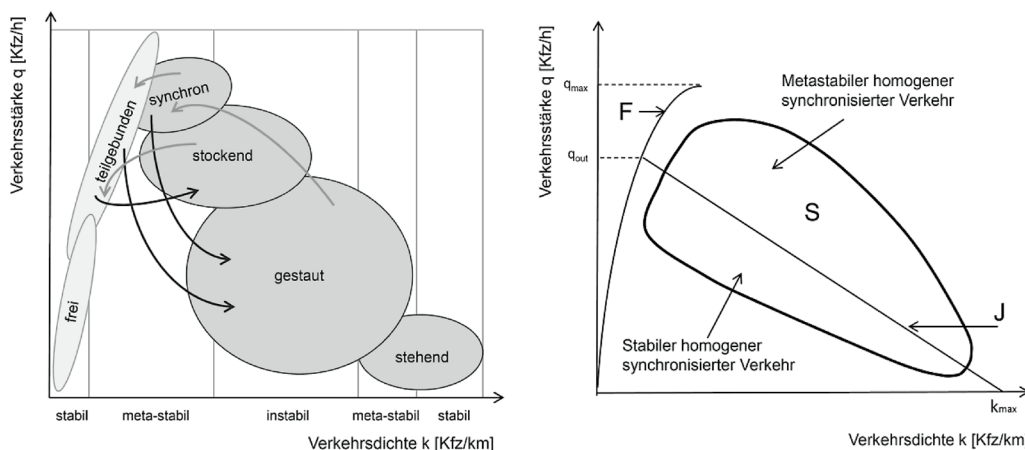 Verkehrsstärke q [Kfz/h]
synchron
teilgebunden
stockend
gestaut
frei
stehend
stabil
meta-stabil
instabil
meta-stabil
stabil
Verkehrsdichte k [Kfz/km]
Verkehrsstärke q [Kfz/h]
qmax
F
Metastabiler homogener
synchronisierter Verkehr
qout
S
J
Stabiler homogener
synchronisierter Verkehr
kmax
Verkehrsdichte k [Kfz/km]